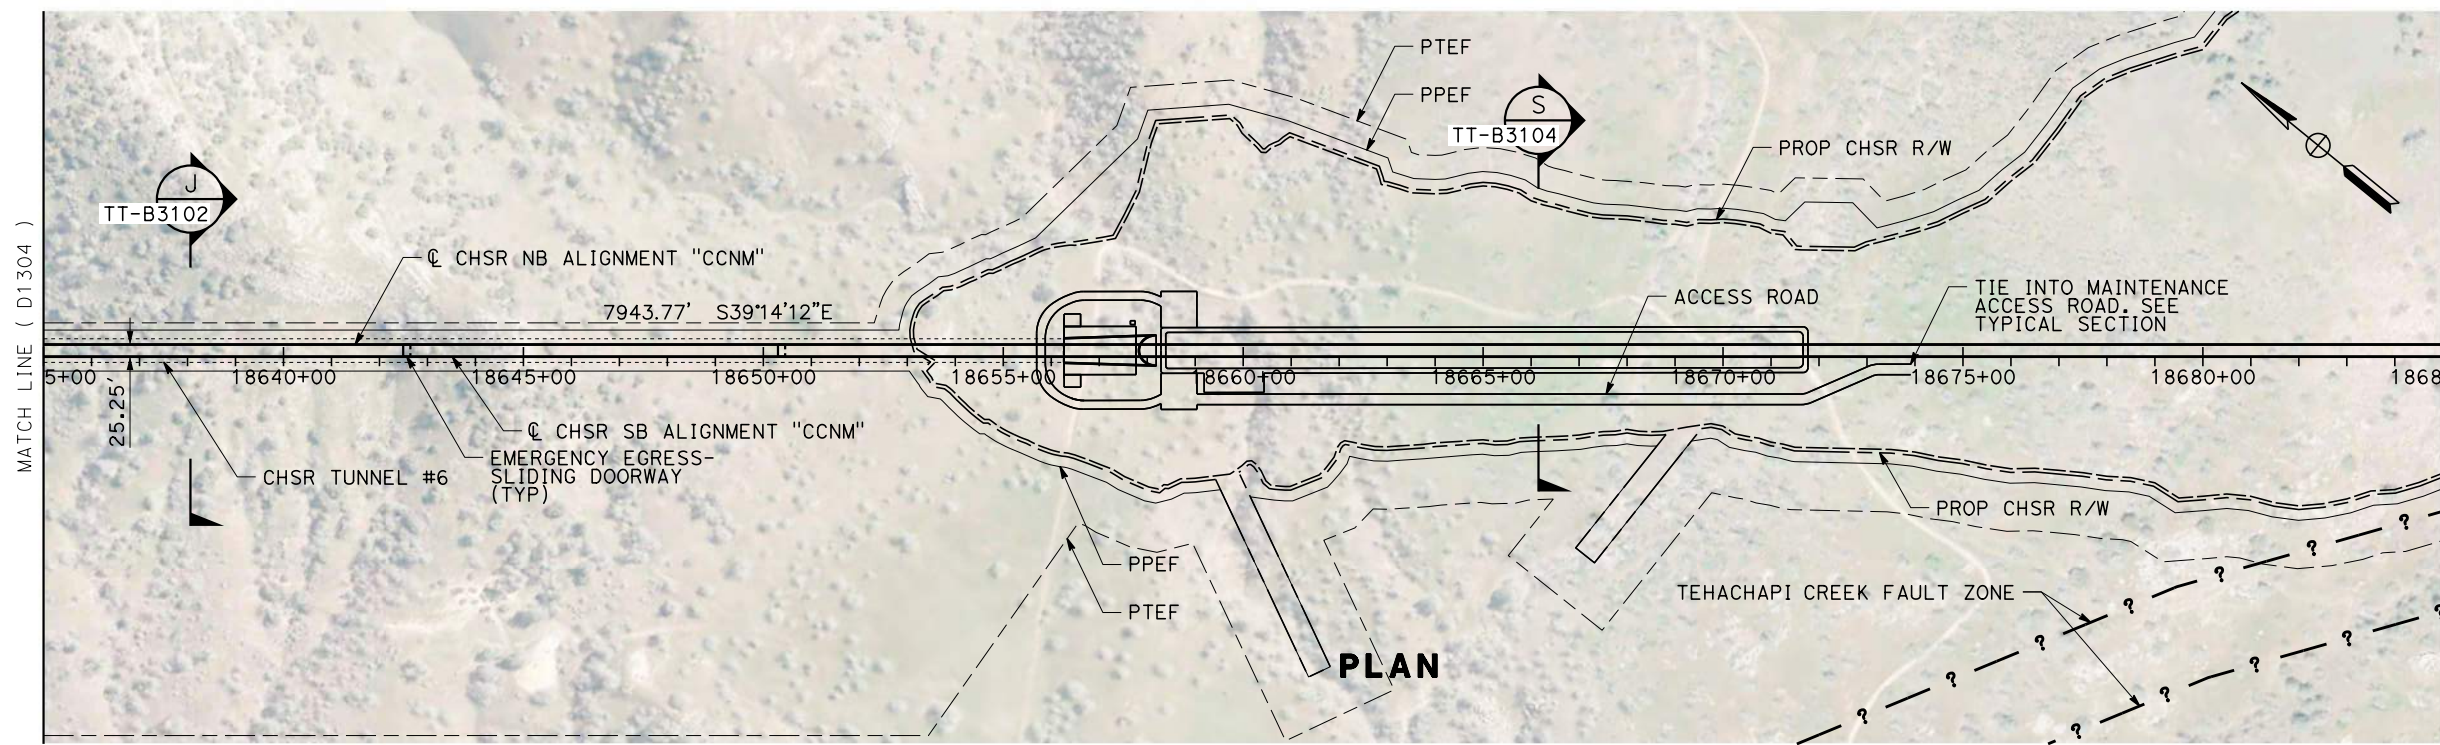 PTEF
PPEF
S
TT-B3104
PROP CHSR R/W
J
TT-B3102
MATCH LINE ( D1304 )
℄ CHSR NB ALIGNMENT "CCNM"
7943.77' S39°14'12"E
ACCESS ROAD
TIE INTO MAINTENANCE
ACCESS ROAD. SEE
TYPICAL SECTION
5+00 18640+00 18645+00 18650+00 18655+00 18660+00 18665+00 18670+00 18675+00 18680+00 1868
25.25'
℄ CHSR SB ALIGNMENT "CCNM"
EMERGENCY EGRESS-
SLIDING DOORWAY
(TYP)
CHSR TUNNEL #6
PROP CHSR R/W
PPEF
PTEF
TEHACHAPI CREEK FAULT ZONE
? ? ? ? ? ? ?
? ? ? ? ?
PLAN